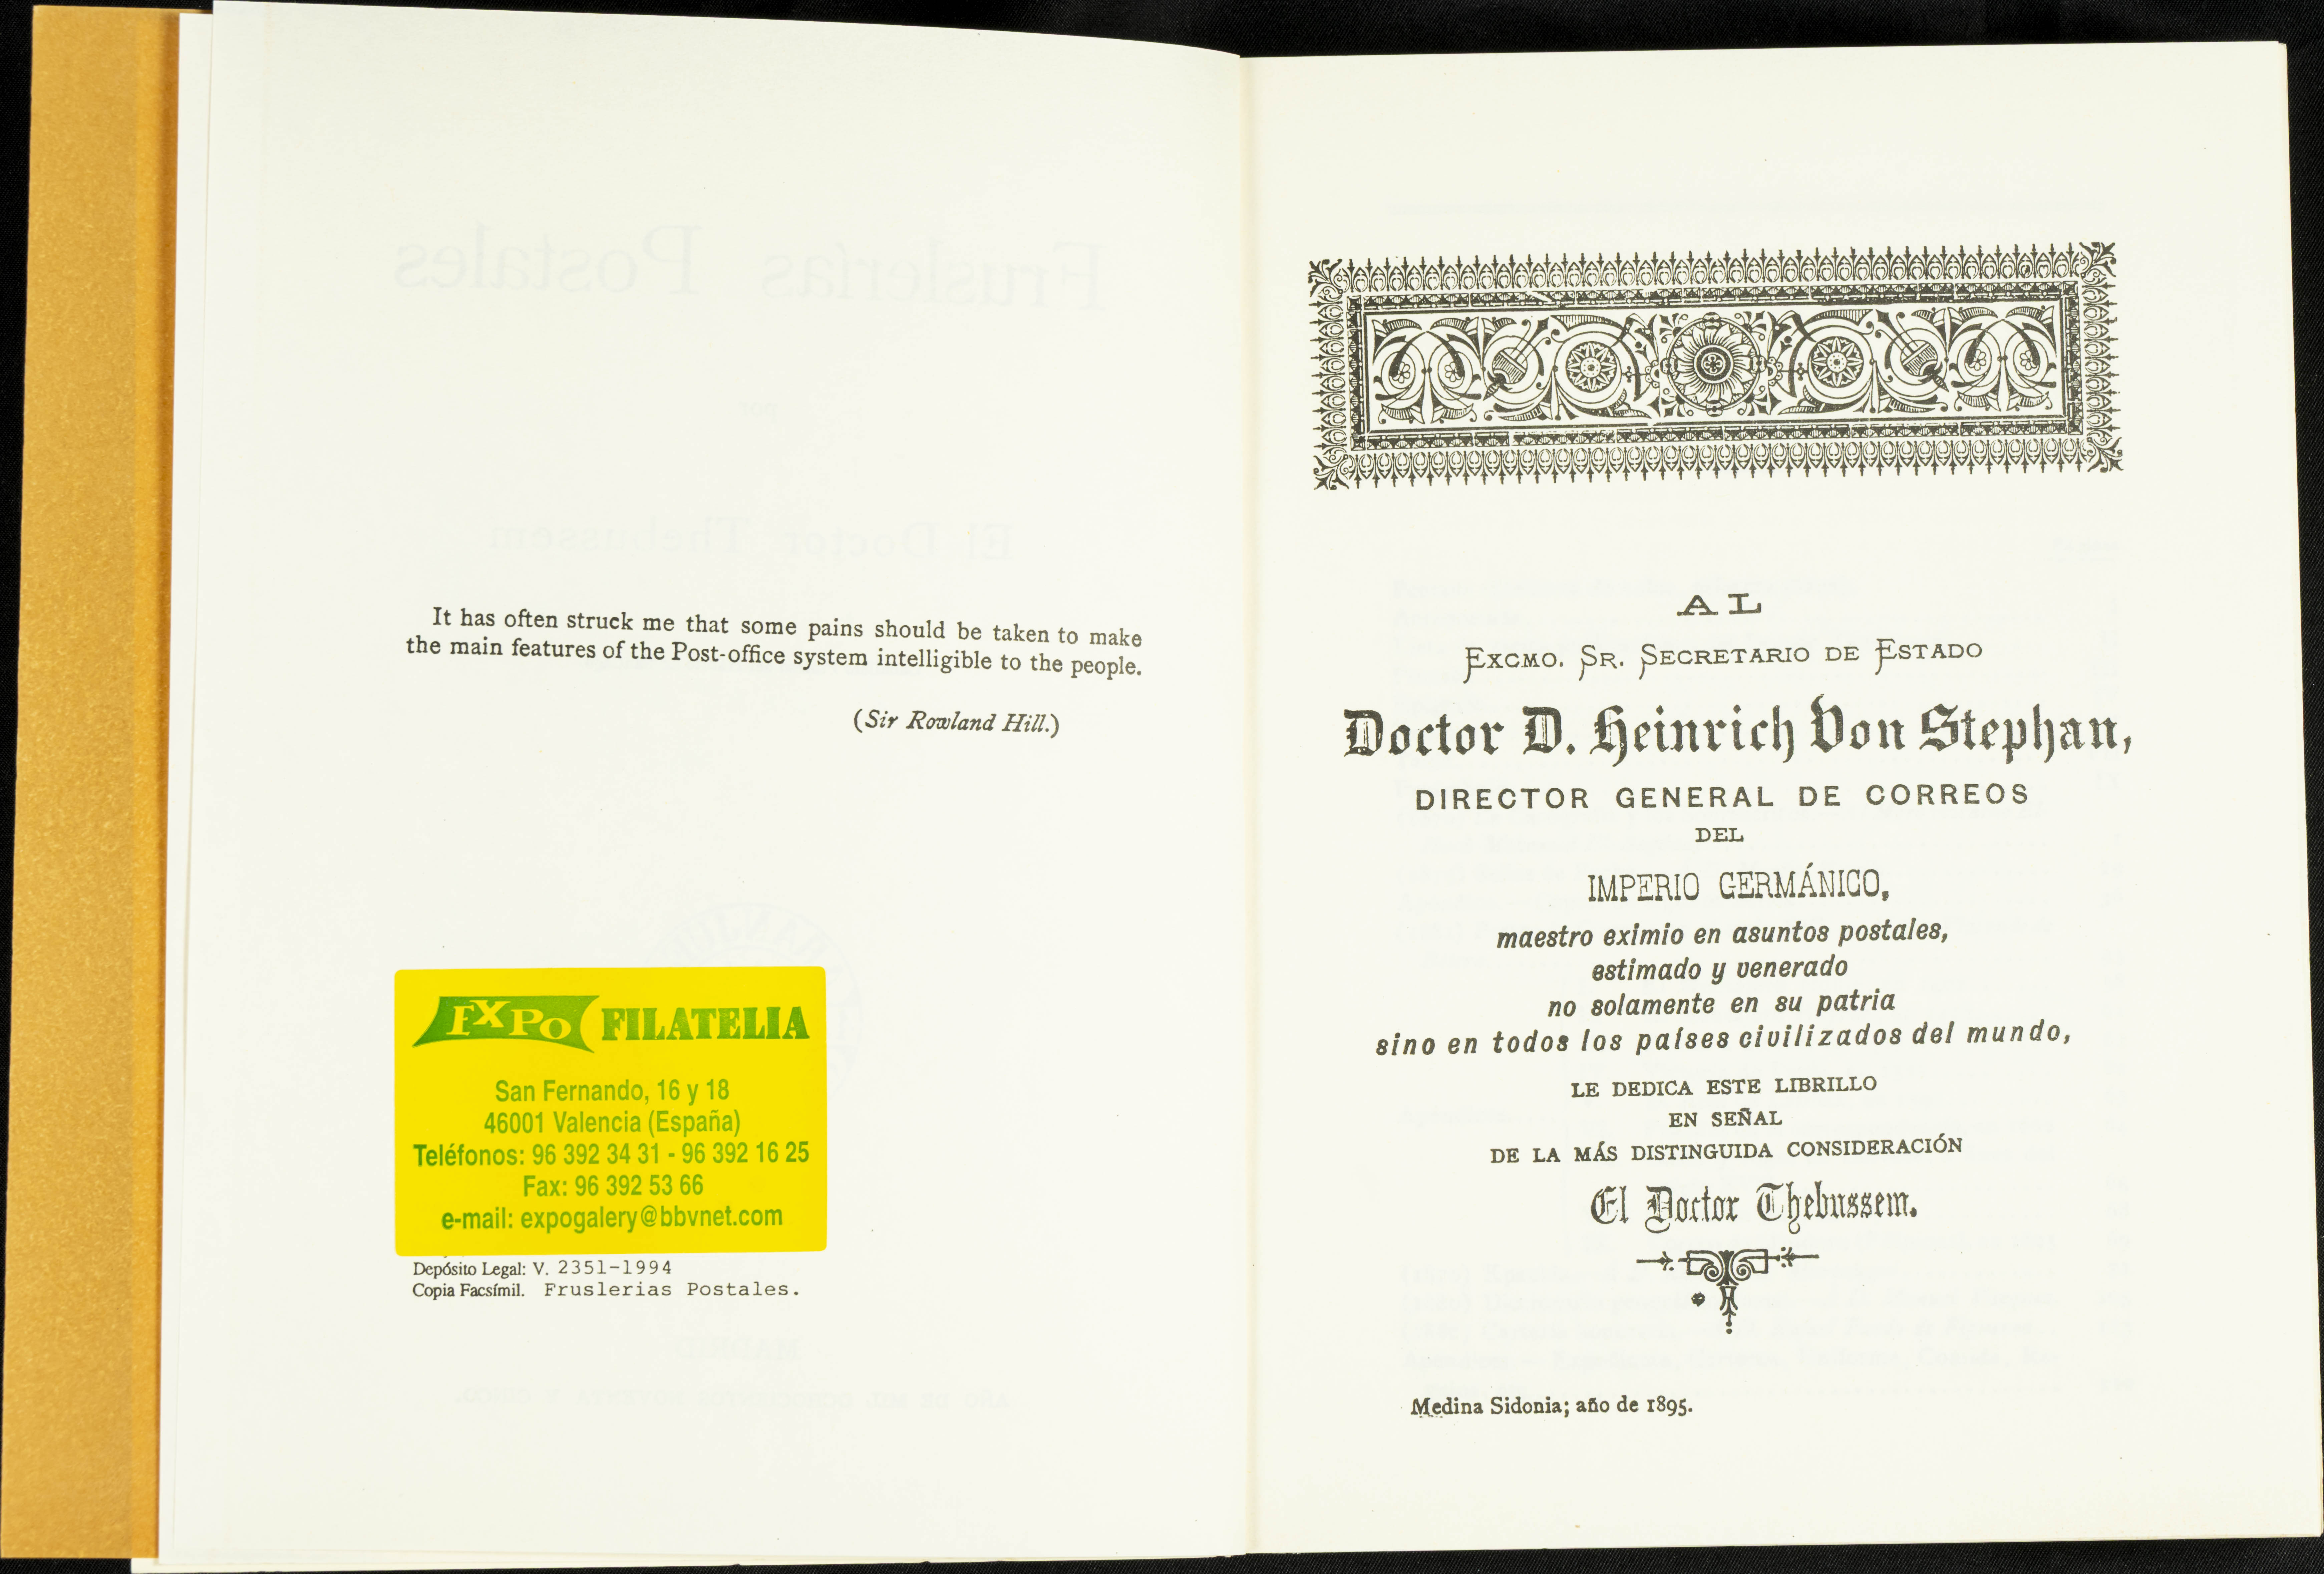 It has often struck me that some pains should be taken to make
the main features of the Post-office system intelligible to the people.
(Sir Rowland Hill.)
EXPO FILATELIA
San Fernando, 16 y 18
46001 Valencia (España)
Teléfonos: 96 392 34 31 - 96 392 16 25
Fax: 96 392 53 66
e-mail: expogalery@bbvnet.com
Depósito Legal: V. 2351-1994
Copia Facsímil. Fruslerias Postales.
AL
EXCMO. SR. SECRETARIO DE ESTADO
Doctor D. Heinrich Von Stephan,
DIRECTOR GENERAL DE CORREOS
DEL
IMPERIO GERMÁNICO,
maestro eximio en asuntos postales,
estimado y venerado
no solamente en su patria
sino en todos los países civilizados del mundo,
LE DEDICA ESTE LIBRILLO
EN SEÑAL
DE LA MÁS DISTINGUIDA CONSIDERACIÓN
El Doctor Thebussem.
Medina Sidonia; año de 1895.